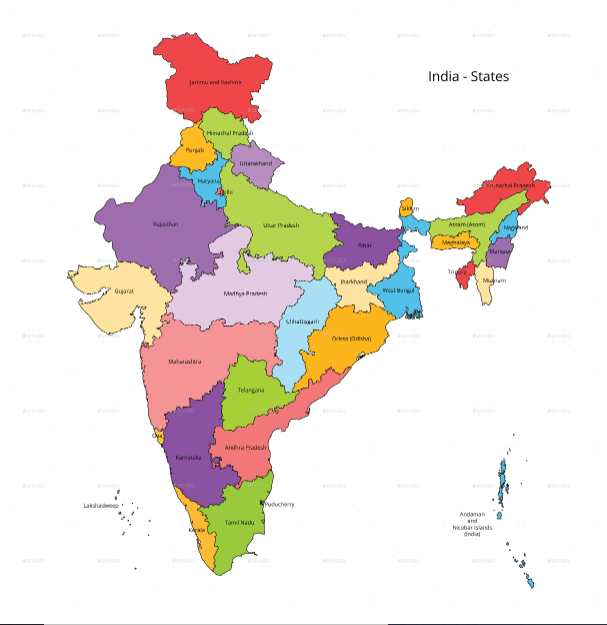 India - States
Jammu and Kashmir
Himachal Pradesh
Punjab
Uttarakhand
Haryana
Delhi
Arunachal Pradesh
Sikkim
Rajasthan
Uttar Pradesh
Assam (Assm)
Nagaland
Bihar
Meghalaya
Manipur
Tripura
Mizoram
Gujarat
Madhya Pradesh
Jharkhand
West Bengal
Chhattisgarh
Orissa (Odisha)
Maharashtra
Telangana
Goa
Andhra Pradesh
Karnataka
Lakshadweep
Puducherry
Tamil Nadu
Kerala
Andaman
and
Nicobar Islands
(India)